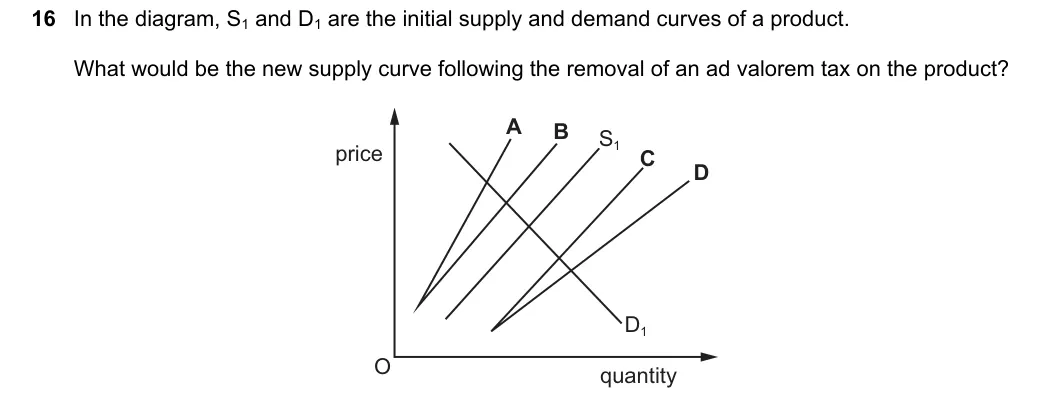 16 In the diagram, S₁ and D₁ are the initial supply and demand curves of a product.
What would be the new supply curve following the removal of an ad valorem tax on the product?
A
B
S₁
C
D
price
D₁
O
quantity